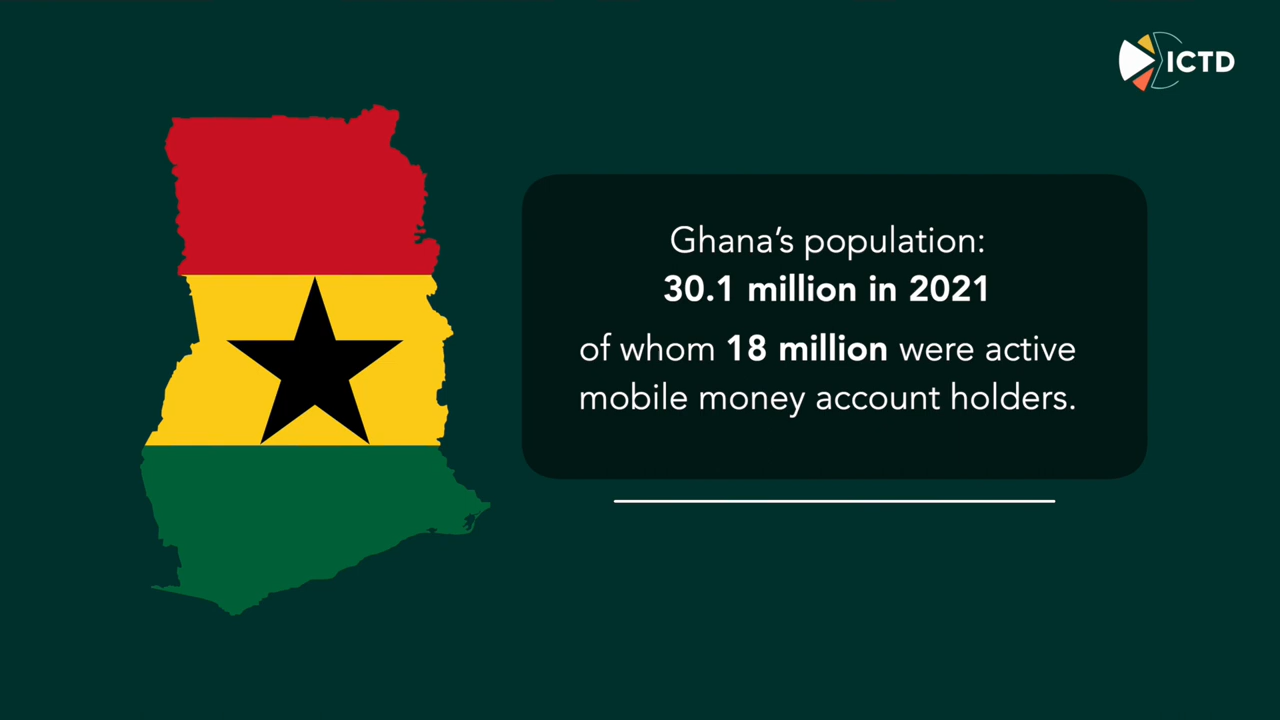 ICTD
Ghana’s population:
30.1 million in 2021
of whom 18 million were active
mobile money account holders.